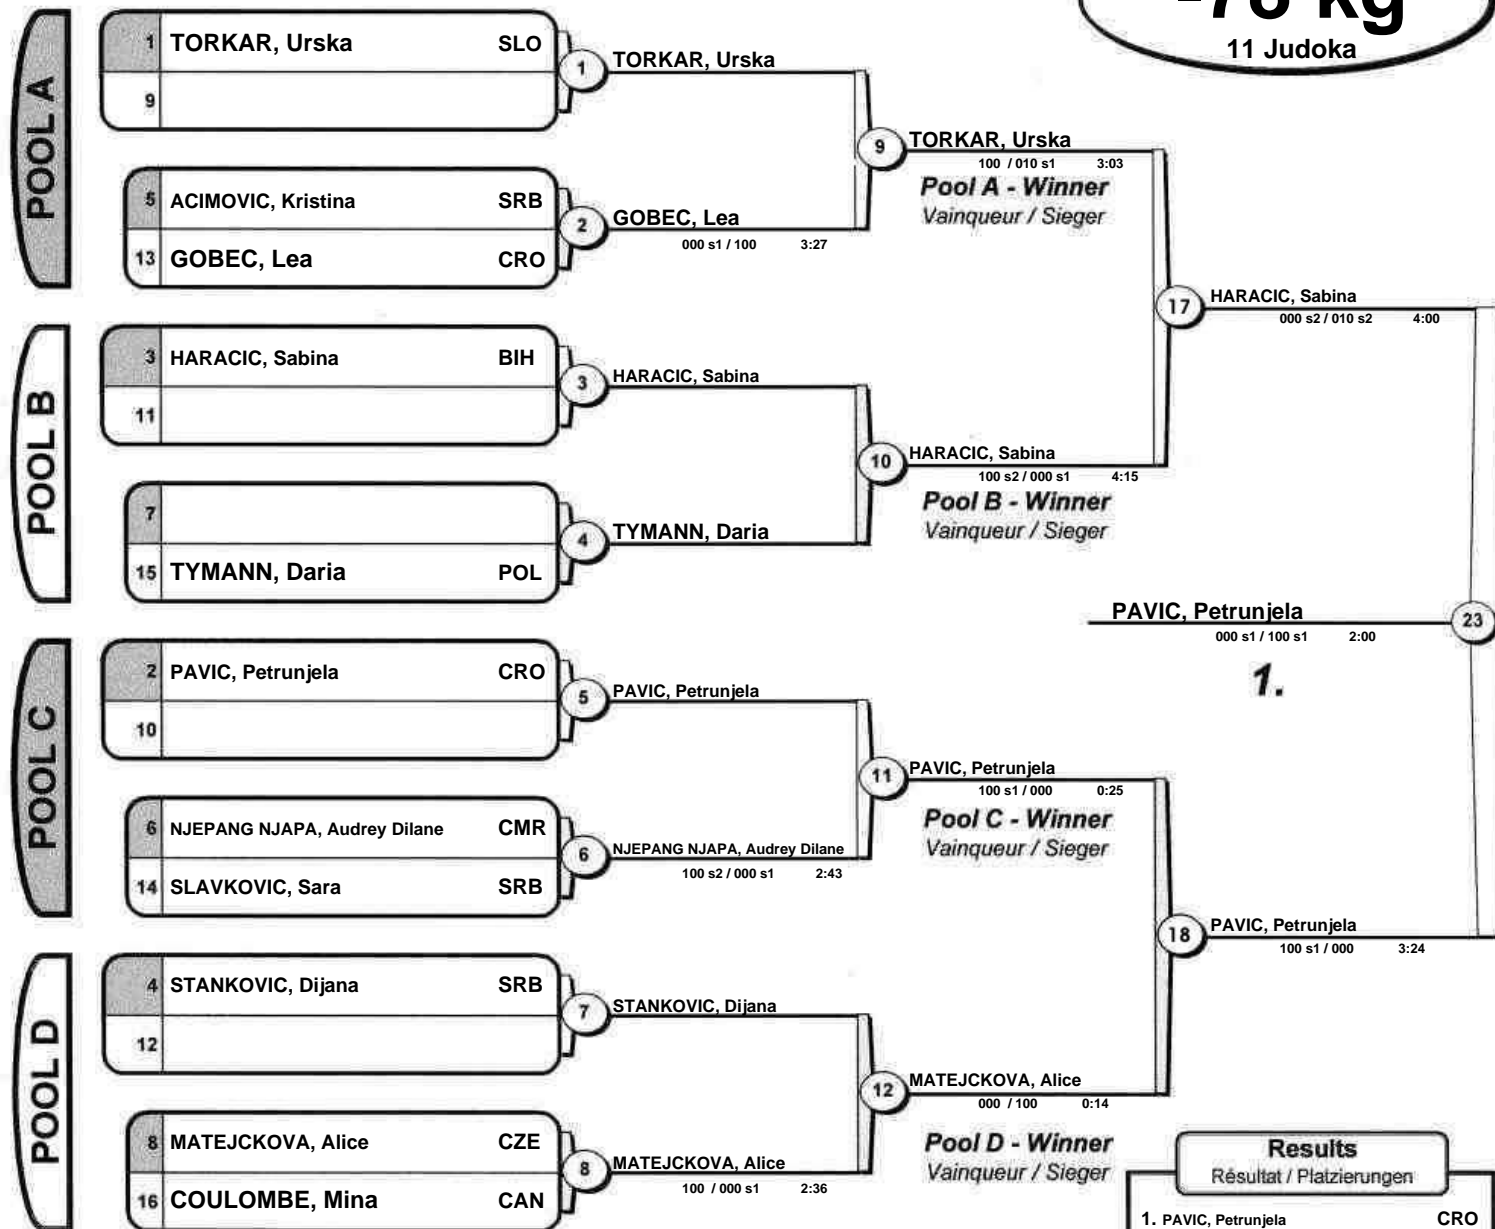 -78 kg
11 Judoka
POOL A
1 TORKAR, Urska SLO
9
1 TORKAR, Urska
5 ACIMOVIC, Kristina SRB
13 GOBEC, Lea CRO
2 GOBEC, Lea
000 s1 / 100 3:27
9 TORKAR, Urska
100 / 010 s1 3:03
Pool A - Winner
Vainqueur / Sieger
POOL B
3 HARACIC, Sabina BIH
11
3 HARACIC, Sabina
7
15 TYMANN, Daria POL
4 TYMANN, Daria
10 HARACIC, Sabina
100 s2 / 000 s1 4:15
Pool B - Winner
Vainqueur / Sieger
17 HARACIC, Sabina
000 s2 / 010 s2 4:00
PAVIC, Petrunjela 23
000 s1 / 100 s1 2:00
1.
POOL C
2 PAVIC, Petrunjela CRO
10
5 PAVIC, Petrunjela
6 NJEPANG NJAPA, Audrey Dilane CMR
14 SLAVKOVIC, Sara SRB
6 NJEPANG NJAPA, Audrey Dilane
100 s2 / 000 s1 2:43
11 PAVIC, Petrunjela
100 s1 / 000 0:25
Pool C - Winner
Vainqueur / Sieger
18 PAVIC, Petrunjela
100 s1 / 000 3:24
POOL D
4 STANKOVIC, Dijana SRB
12
7 STANKOVIC, Dijana
8 MATEJCKOVA, Alice CZE
16 COULOMBE, Mina CAN
8 MATEJCKOVA, Alice
100 / 000 s1 2:36
12 MATEJCKOVA, Alice
000 / 100 0:14
Pool D - Winner
Vainqueur / Sieger
Results
Résultat / Platzierungen
1. PAVIC, Petrunjela CRO